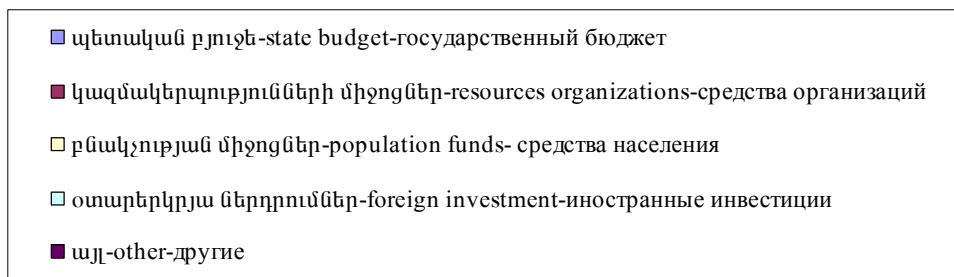 պետական բյուջե-state budget-государственный бюджет
կազմակերպությունների միջոցներ-resources organizations-средства организаций
բնակչության միջոցներ-population funds- средства населения
օտարերկրյա ներդրումներ-foreign investment-иностранные инвестиции
այլ-other-другие